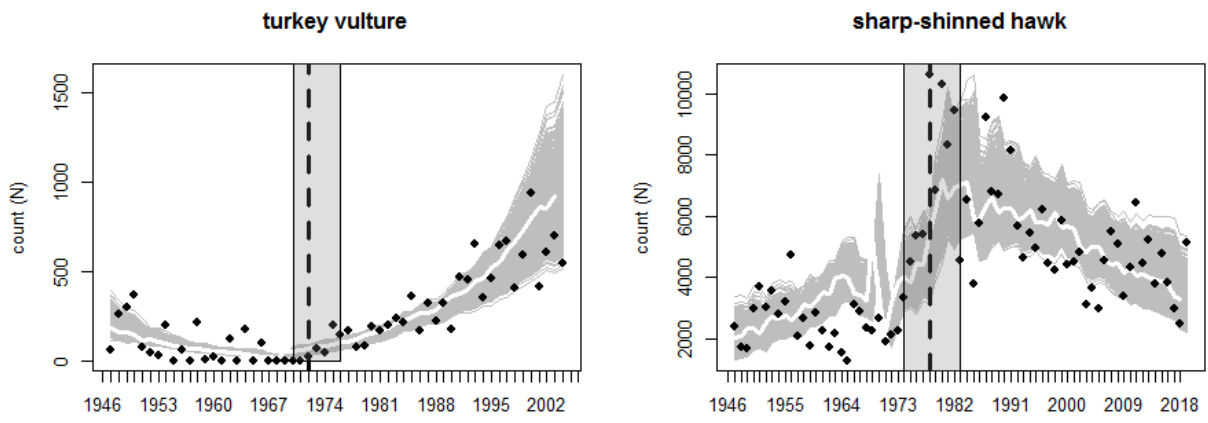 turkey vulture
count (N)
0 500 1000 1500
1946 1953 1960 1967 1974 1981 1988 1995 2002
sharp-shinned hawk
count (N)
2000 4000 6000 8000 10000
1946 1955 1964 1973 1982 1991 2000 2009 2018